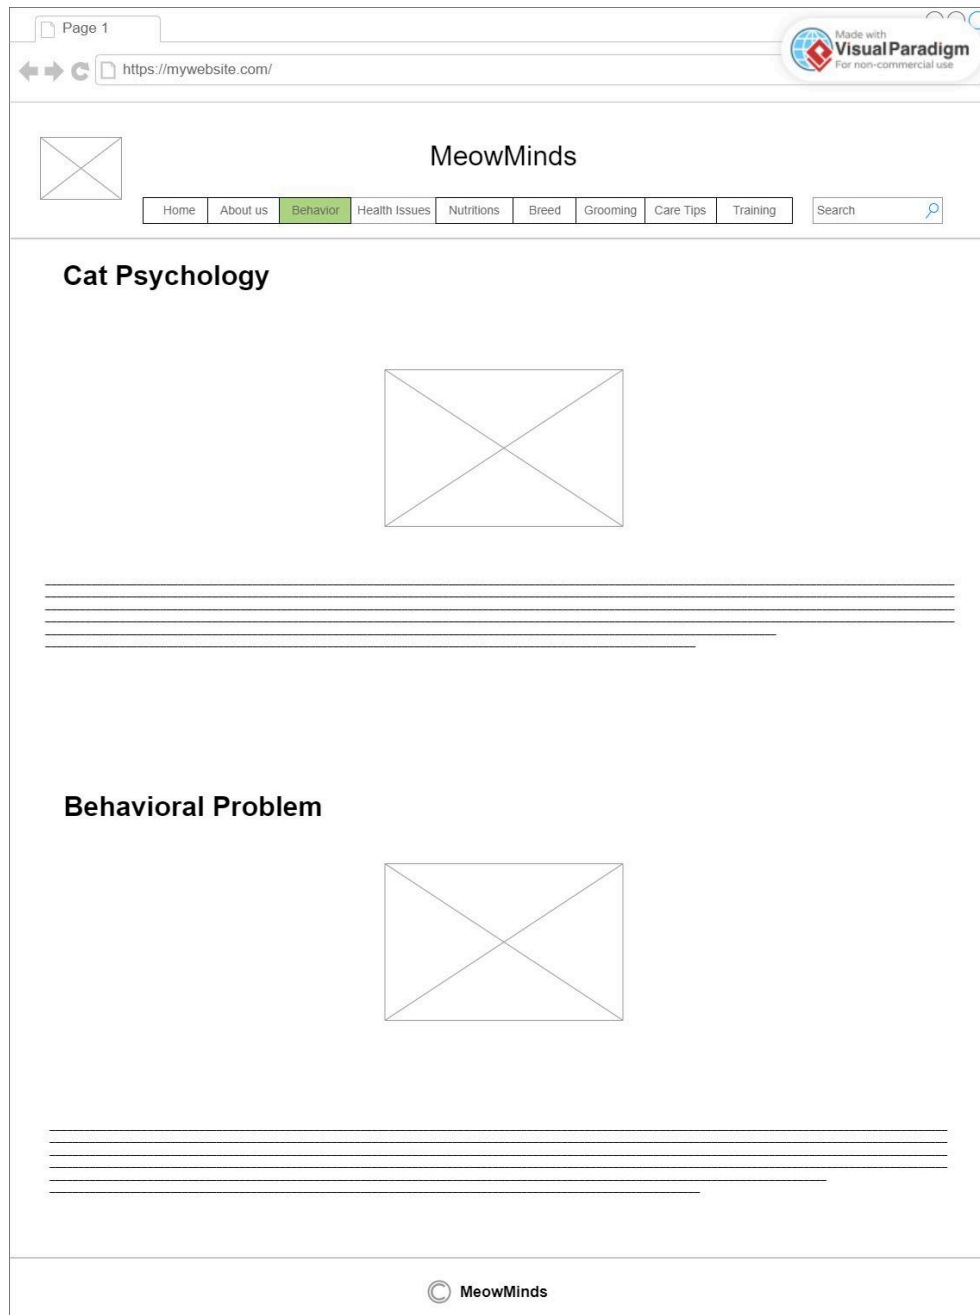 Page 1
Made with
Visual Paradigm
For non-commercial use
https://mywebsite.com/
MeowMinds
Home About us Behavior Health Issues Nutritions Breed Grooming Care Tips Training Search
Cat Psychology
Behavioral Problem
© MeowMinds